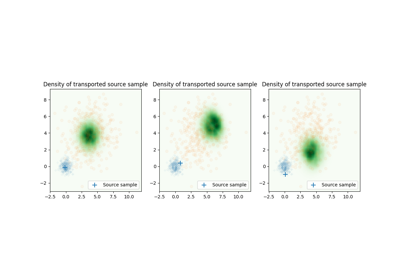 Density of transported source sample Density of transported source sample Density of transported source sample
8 8 8
6 6 6
4 4 4
2 2 2
0 0 0
−2 −2 −2
Source sample Source sample Source sample
−2.5 0.0 2.5 5.0 7.5 10.0 −2.5 0.0 2.5 5.0 7.5 10.0 −2.5 0.0 2.5 5.0 7.5 10.0